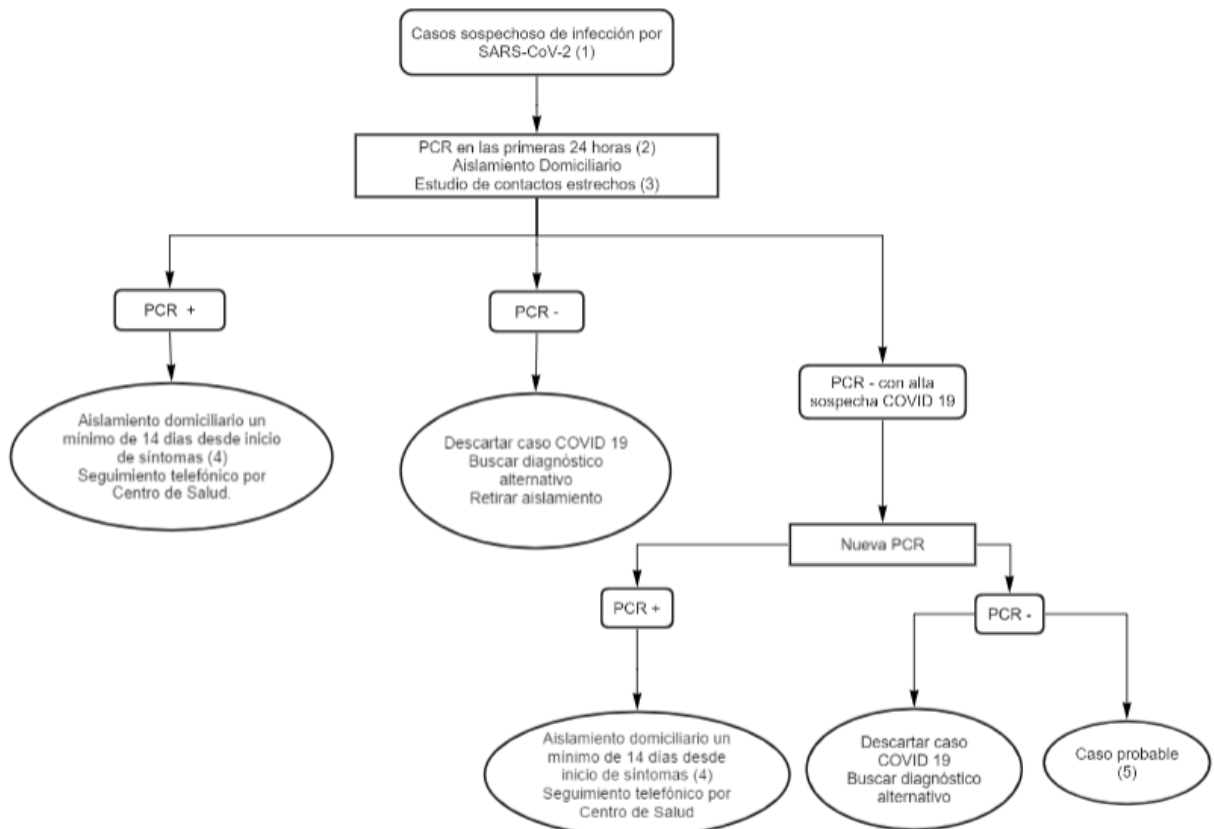 Casos sospechoso de infección por
SARS-CoV-2 (1)
PCR en las primeras 24 horas (2)
Aislamiento Domiciliario
Estudio de contactos estrechos (3)
PCR +
PCR -
PCR - con alta
sospecha COVID 19
Aislamiento domiciliario un
mínimo de 14 dias desde inicio
de síntomas (4)
Seguimiento telefónico por
Centro de Salud.
Descartar caso COVID 19
Buscar diagnóstico
alternativo
Retirar aislamiento
Nueva PCR
PCR +
PCR -
Aislamiento domiciliario un
mínimo de 14 días desde
inicio de síntomas (4)
Seguimiento telefónico por
Centro de Salud
Descartar caso
COVID 19
Buscar diagnóstico
alternativo
Caso probable
(5)